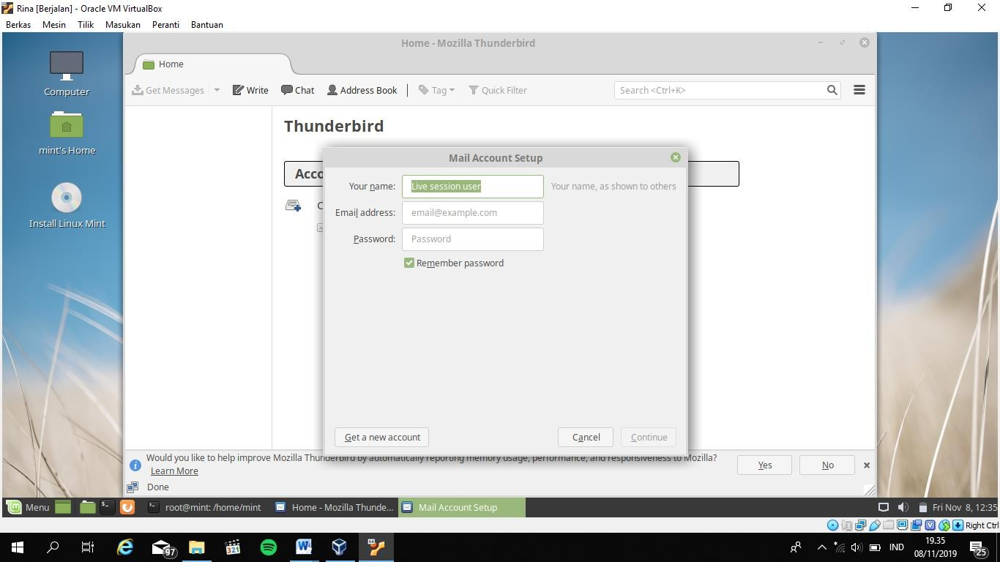 Rina [Berjalan] - Oracle VM VirtualBox
Berkas Mesin Tilik Masukan Peranti Bantuan
Computer
mint's Home
Install Linux Mint
Home - Mozilla Thunderbird
Home
Get Messages Write Chat Address Book Tag Quick Filter Search <Ctrl+K>
Thunderbird
Acco
C
Mail Account Setup
Your name: Live session user Your name, as shown to others
Email address: email@example.com
Password: Password
Remember password
Get a new account Cancel Continue
Would you like to help improve Mozilla Thunderbird by automatically reporting memory usage, performance, and responsiveness to Mozilla?
Learn More
Yes No
Done
Menu root@mint: /home/mint Home - Mozilla Thunde... Mail Account Setup Fri Nov 8, 12:35
Right Ctrl
97 321 IND 19.35
08/11/2019 25